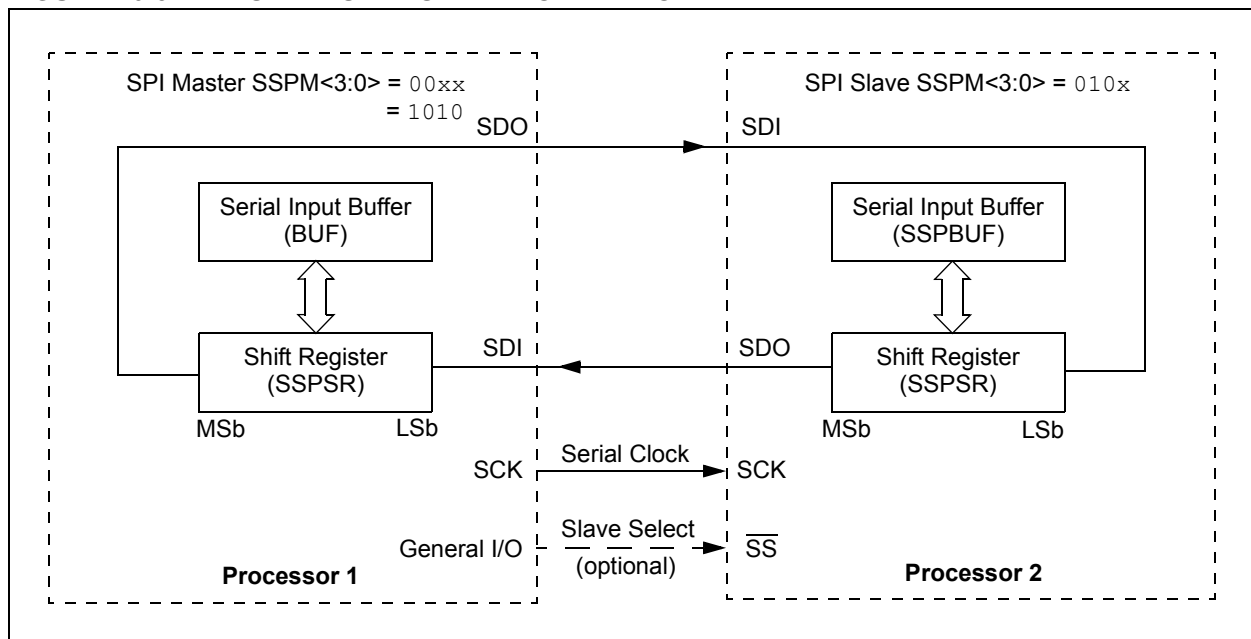 SPI Master SSPM<3:0> = 00xx
= 1010
SPI Slave SSPM<3:0> = 010x
SDO
SDI
Serial Input Buffer
(BUF)
Serial Input Buffer
(SSPBUF)
Shift Register
(SSPSR)
SDI
SDO
Shift Register
(SSPSR)
MSb
LSb
MSb
LSb
SCK
Serial Clock
SCK
General I/O
Slave Select
(optional)
SS
Processor 1
Processor 2